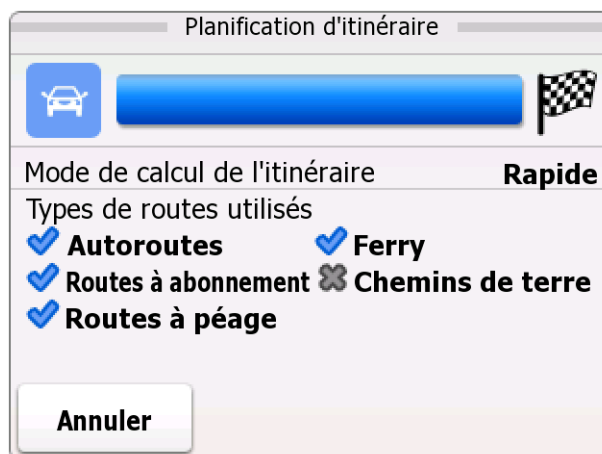 Planification d'itinéraire
Mode de calcul de l'itinéraire Rapide
Types de routes utilisés
Autoroutes Ferry
Routes à abonnement Chemins de terre
Routes à péage
Annuler